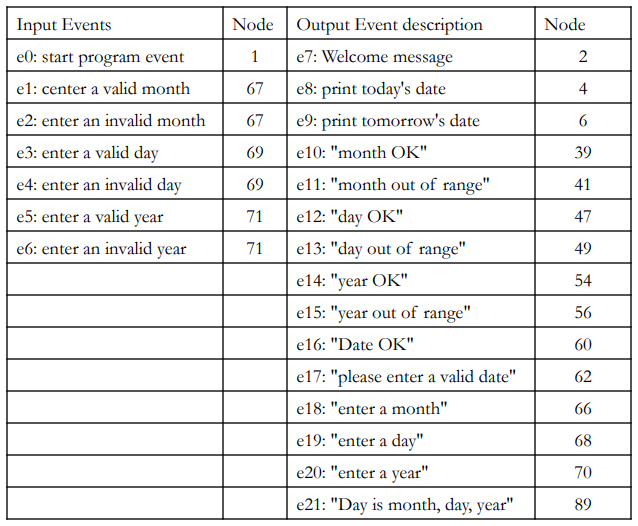 Input Events Node Output Event description Node
e0: start program event 1 e7: Welcome message 2
e1: center a valid month 67 e8: print today's date 4
e2: enter an invalid month 67 e9: print tomorrow's date 6
e3: enter a valid day 69 e10: "month OK" 39
e4: enter an invalid day 69 e11: "month out of range" 41
e5: enter a valid year 71 e12: "day OK" 47
e6: enter an invalid year 71 e13: "day out of range" 49
e14: "year OK" 54
e15: "year out of range" 56
e16: "Date OK" 60
e17: "please enter a valid date" 62
e18: "enter a month" 66
e19: "enter a day" 68
e20: "enter a year" 70
e21: "Day is month, day, year" 89